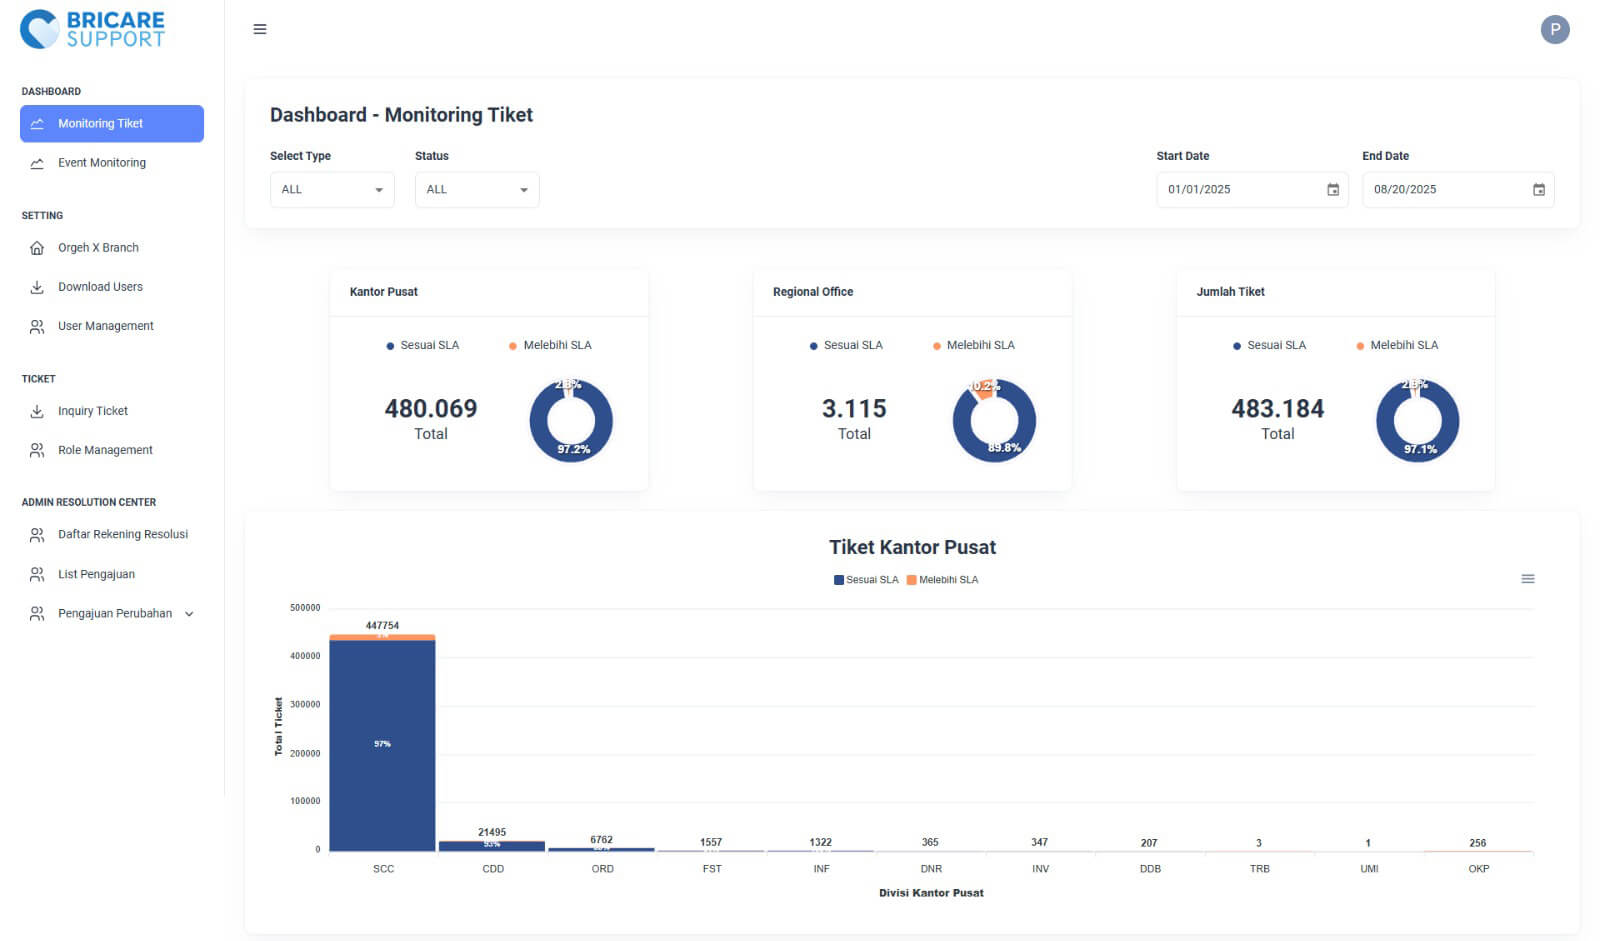 BRICARE
SUPPORT
P
DASHBOARD
Monitoring Tiket
Event Monitoring
SETTING
Orgeh X Branch
Download Users
User Management
TICKET
Inquiry Ticket
Role Management
ADMIN RESOLUTION CENTER
Daftar Rekening Resolusi
List Pengajuan
Pengajuan Perubahan
Dashboard - Monitoring Tiket
Select Type
Status
Start Date
End Date
ALL
ALL
01/01/2025
08/20/2025
Kantor Pusat
Sesuai SLA
Melebihi SLA
480.069
Total
97.2%
Regional Office
Sesuai SLA
Melebihi SLA
3.115
Total
10.2%
89.8%
Jumlah Tiket
Sesuai SLA
Melebihi SLA
483.184
Total
97.1%
Tiket Kantor Pusat
Sesuai SLA
Melebihi SLA
Total Ticket
500000
400000
300000
200000
100000
0
447754
97%
21495
93%
6762
1557
1322
365
347
207
3
1
256
SCC
CDD
ORD
FST
INF
DNR
INV
DDB
TRB
UMI
OKP
Divisi Kantor Pusat